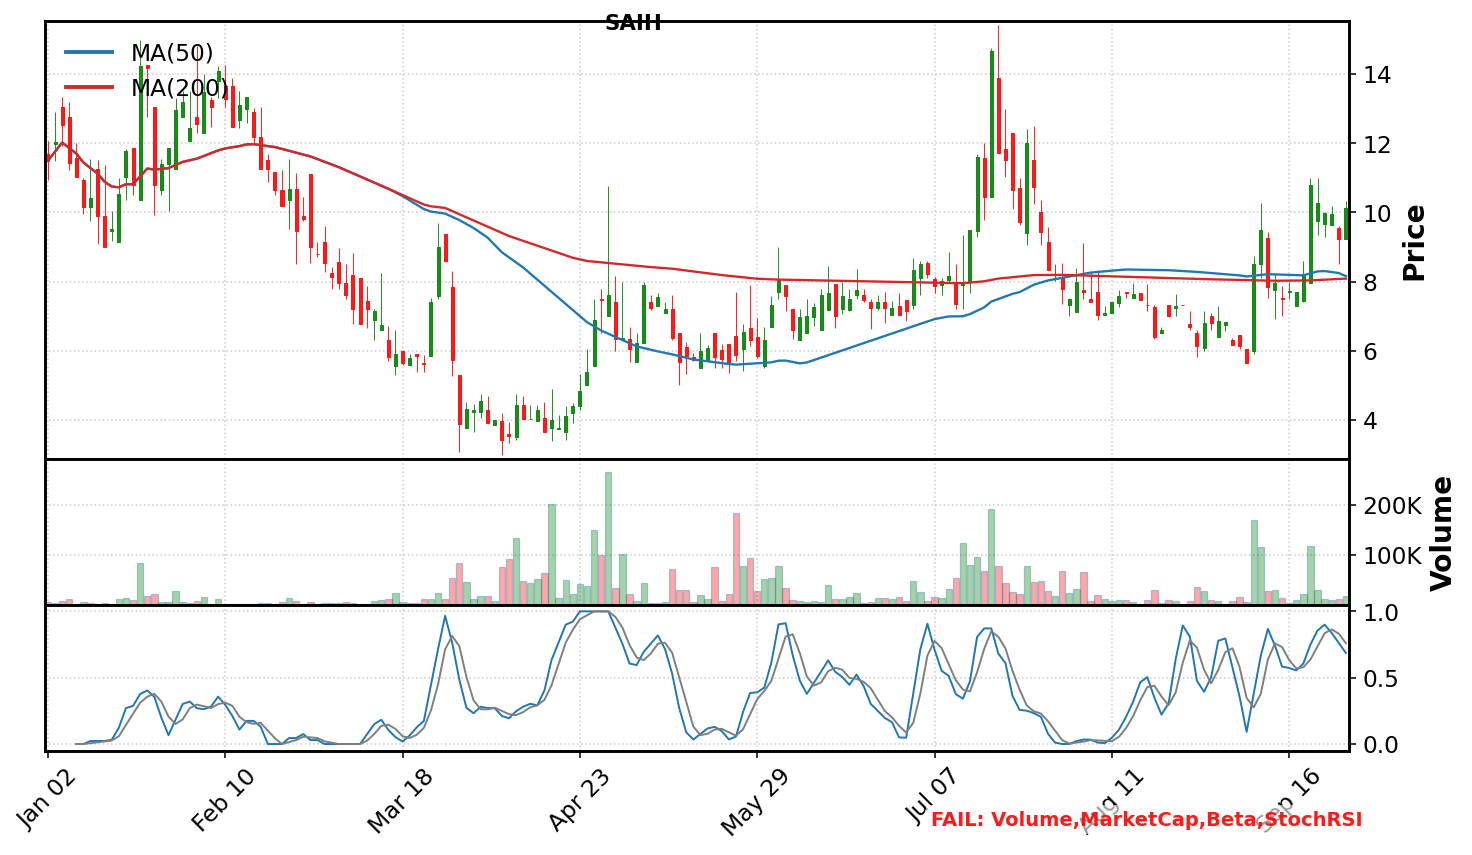 SAIH
MA(50)
MA(200)
14
12
10
8
6
4
Price
200K
100K
Volume
1.0
0.5
0.0
Jan 02
Feb 10
Mar 18
Apr 23
May 29
Jul 07
Aug 11
Sep 16
FAIL: Volume,MarketCap,Beta,StochRSI